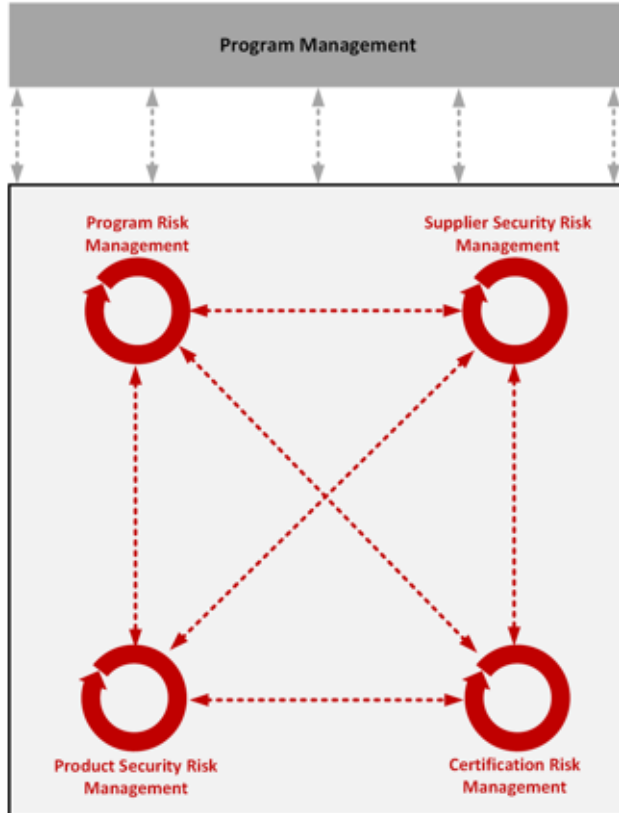 Program Management
Program Risk
Management
Supplier Security Risk
Management
Product Security Risk
Management
Certification Risk
Management